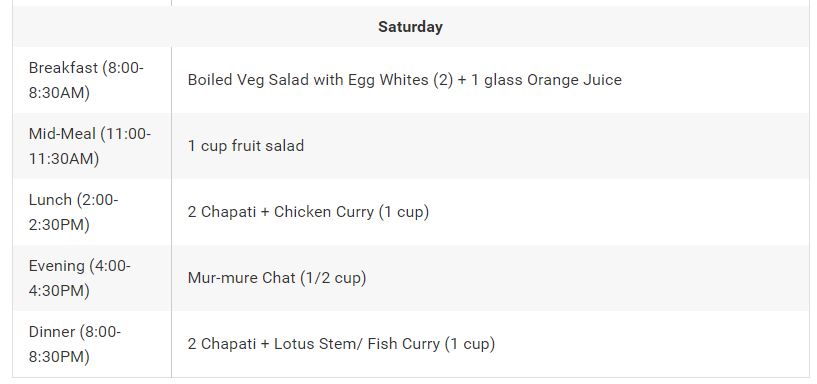 Saturday
Breakfast (8:00-
8:30AM)
Boiled Veg Salad with Egg Whites (2) + 1 glass Orange Juice
Mid-Meal (11:00-
11:30AM)
1 cup fruit salad
Lunch (2:00-
2:30PM)
2 Chapati + Chicken Curry (1 cup)
Evening (4:00-
4:30PM)
Mur-mure Chat (1/2 cup)
Dinner (8:00-
8:30PM)
2 Chapati + Lotus Stem/ Fish Curry (1 cup)